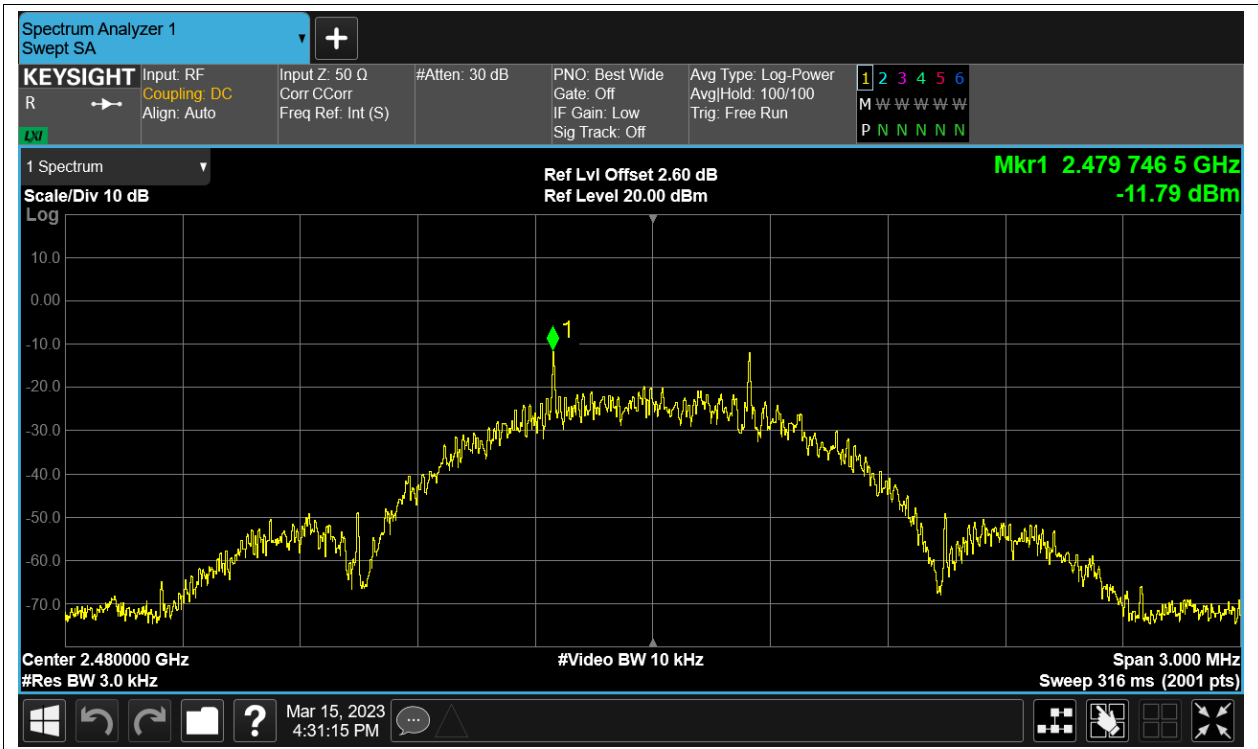 Spectrum Analyzer 1
Swept SA
KEYSIGHT
R
LXI
Input: RF
Coupling: DC
Align: Auto
Input Z: 50 Ω
Corr CCorr
Freq Ref: Int (S)
#Atten: 30 dB
PNO: Best Wide
Gate: Off
IF Gain: Low
Sig Track: Off
Avg Type: Log-Power
Avg|Hold: 100/100
Trig: Free Run
1 2 3 4 5 6
M W W W W W
P N N N N N
1 Spectrum
Scale/Div 10 dB
Log
Ref Lvl Offset 2.60 dB
Ref Level 20.00 dBm
Mkr1 2.479 746 5 GHz
-11.79 dBm
10.0
0.00
-10.0
-20.0
-30.0
-40.0
-50.0
-60.0
-70.0
1
Center 2.480000 GHz
#Res BW 3.0 kHz
#Video BW 10 kHz
Span 3.000 MHz
Sweep 316 ms (2001 pts)
?
Mar 15, 2023
4:31:15 PM